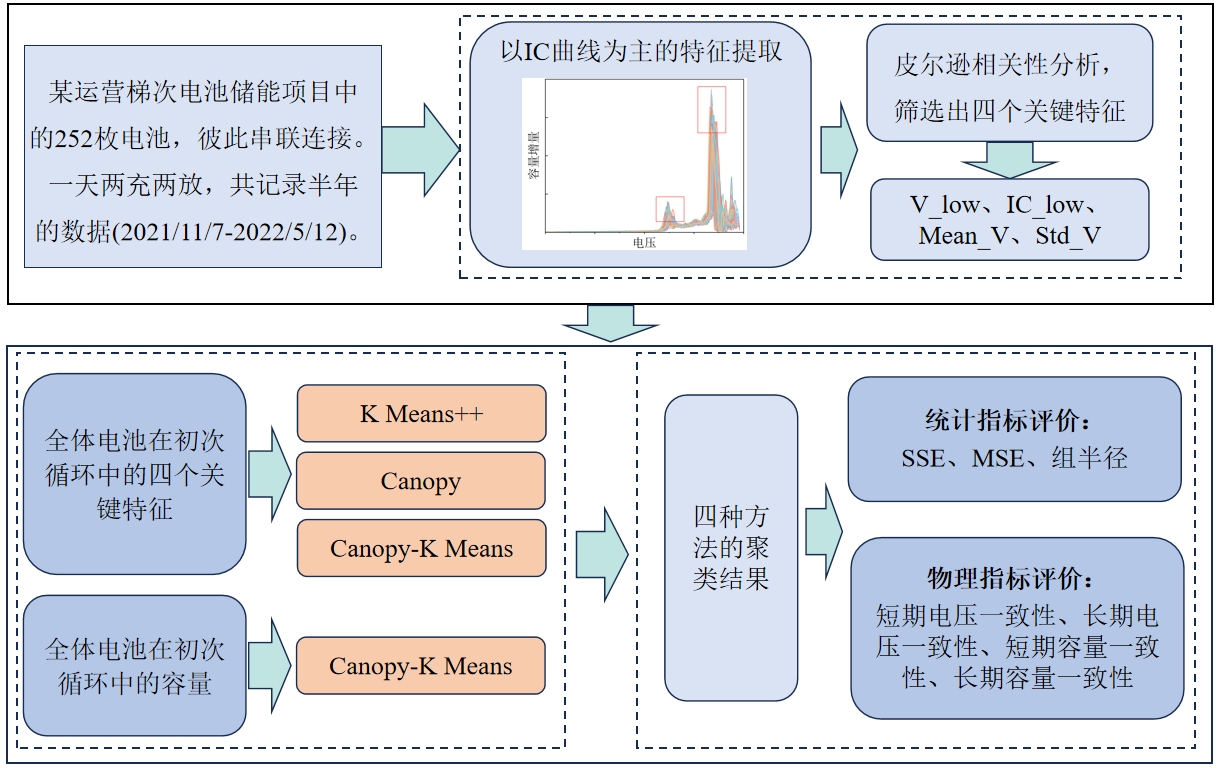 某运营梯次电池储能项目中
的252枚电池，彼此串联连接。
一天两充两放，共记录半年
的数据(2021/11/7-2022/5/12)。
以IC曲线为主的特征提取
容量增量
电压
皮尔逊相关性分析，
筛选出四个关键特征
V_low、IC_low、
Mean_V、Std_V
全体电池在初次
循环中的四个关
键特征
K Means++
Canopy
Canopy-K Means
全体电池在初次
循环中的容量
Canopy-K Means
四种方
法的聚
类结果
统计指标评价：
SSE、MSE、组半径
物理指标评价：
短期电压一致性、长期电
压一致性、短期容量一致
性、长期容量一致性